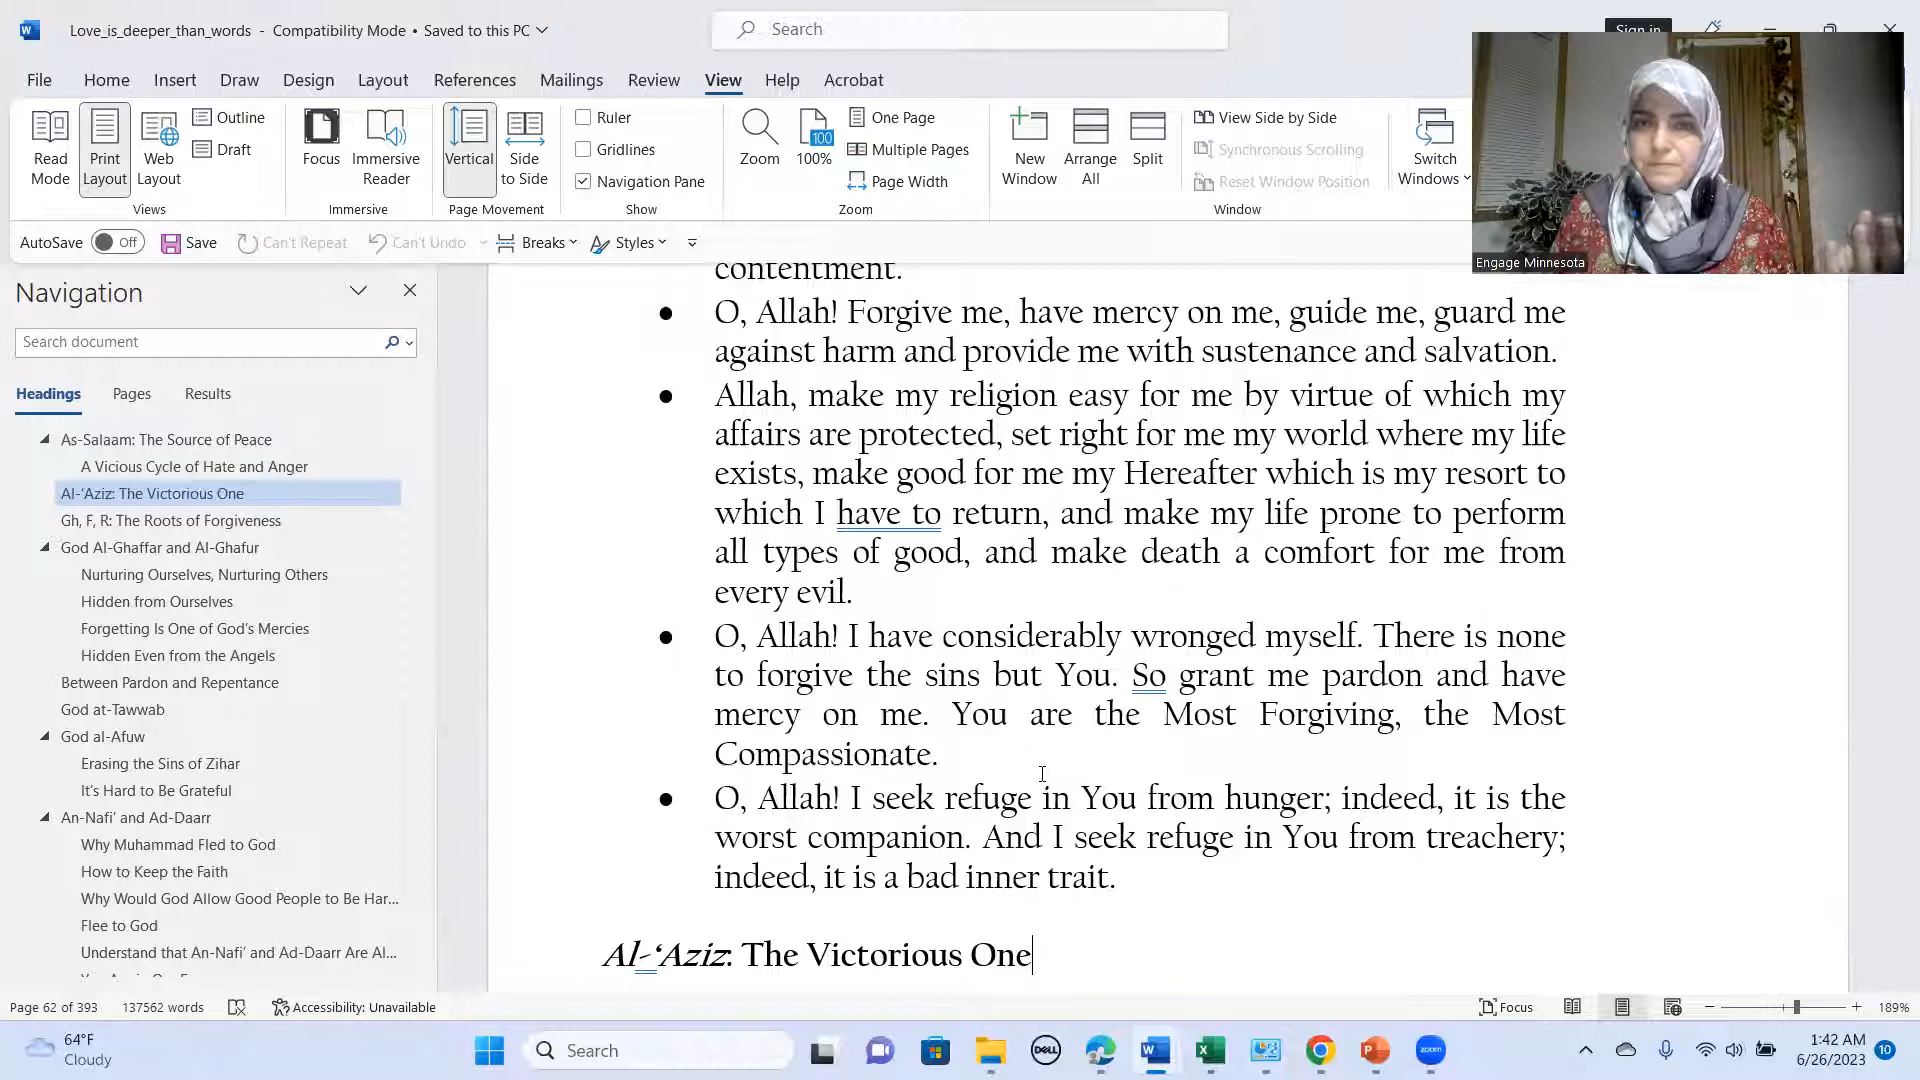 Love_is_deeper_than_words - Compatibility Mode • Saved to this PC
Search
Sign in
File Home Insert Draw Design Layout References Mailings Review View Help Acrobat
Read Mode
Print Layout
Web Layout
Outline
Draft
Views
Focus
Immersive Reader
Immersive
Vertical
Side to Side
Page Movement
Ruler
Gridlines
Navigation Pane
Show
Zoom
100
100%
One Page
Multiple Pages
Page Width
Zoom
New Window
Arrange All
Split
View Side by Side
Synchronous Scrolling
Reset Window Position
Window
Switch Windows
Engage Minnesota
AutoSave Off Save Can't Repeat Can't Undo Breaks Styles
Navigation
Search document
Headings Pages Results
As-Salaam: The Source of Peace
A Vicious Cycle of Hate and Anger
Al-‘Aziz: The Victorious One
Gh, F, R: The Roots of Forgiveness
God Al-Ghaffar and Al-Ghafur
Nurturing Ourselves, Nurturing Others
Hidden from Ourselves
Forgetting Is One of God’s Mercies
Hidden Even from the Angels
Between Pardon and Repentance
God at-Tawwab
God al-Afuw
Erasing the Sins of Zihar
It’s Hard to Be Grateful
An-Nafi’ and Ad-Daarr
Why Muhammad Fled to God
How to Keep the Faith
Why Would God Allow Good People to Be Har...
Flee to God
Understand that An-Nafi’ and Ad-Daarr Are Al...
contentment.
● O, Allah! Forgive me, have mercy on me, guide me, guard me
against harm and provide me with sustenance and salvation.
● Allah, make my religion easy for me by virtue of which my
affairs are protected, set right for me my world where my life
exists, make good for me my Hereafter which is my resort to
which I have to return, and make my life prone to perform
all types of good, and make death a comfort for me from
every evil.
● O, Allah! I have considerably wronged myself. There is none
to forgive the sins but You. So grant me pardon and have
mercy on me. You are the Most Forgiving, the Most
Compassionate.
● O, Allah! I seek refuge in You from hunger; indeed, it is the
worst companion. And I seek refuge in You from treachery;
indeed, it is a bad inner trait.
Al-‘Aziz: The Victorious One
Page 62 of 393 137562 words Accessibility: Unavailable Focus 189%
64°F
Cloudy
Search
DELL
zoom
1:42 AM
6/26/2023
10